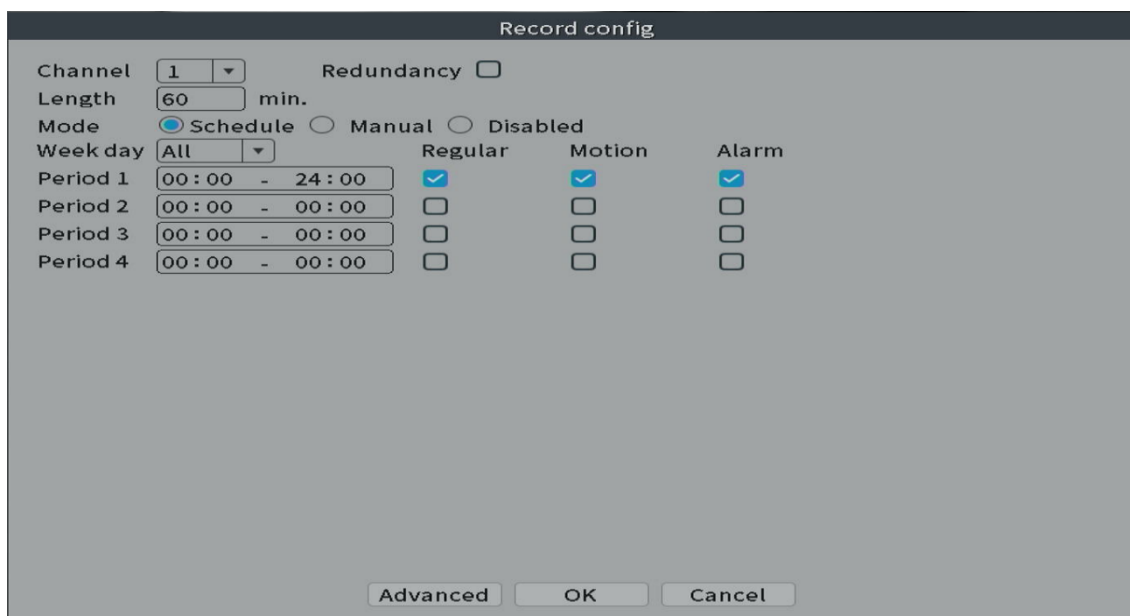 Record config
Channel 1 Redundancy
Length 60 min.
Mode Schedule Manual Disabled
Week day All Regular Motion Alarm
Period 1 00:00 - 24:00
Period 2 00:00 - 00:00
Period 3 00:00 - 00:00
Period 4 00:00 - 00:00
Advanced OK Cancel